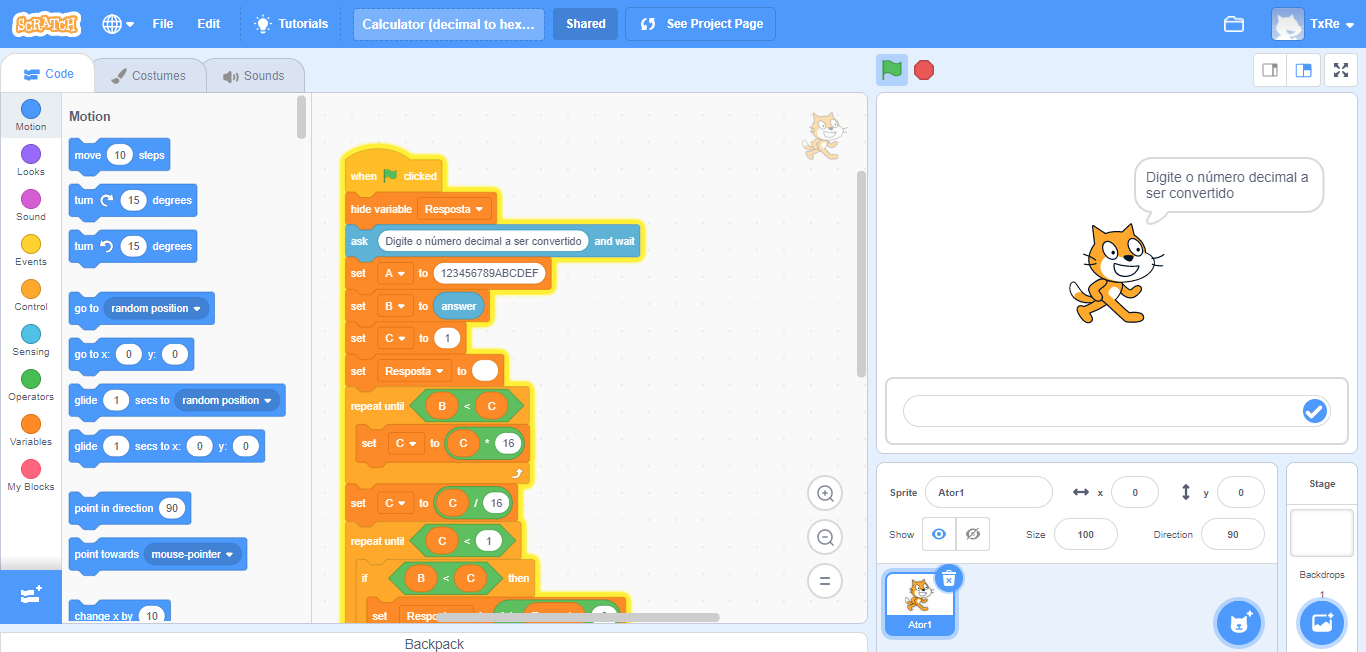 SCRATCH
File
Edit
Tutorials
Calculator (decimal to hex...
Shared
See Project Page
TxRe
Code
Costumes
Sounds
Motion
Looks
Sound
Events
Control
Sensing
Operators
Variables
My Blocks
Motion
move 10 steps
turn 15 degrees
turn 15 degrees
go to random position
go to x: 0 y: 0
glide 1 secs to random position
glide 1 secs to x: 0 y: 0
point in direction 90
point towards mouse-pointer
change x by 10
when clicked
hide variable Resposta
ask Digite o número decimal a ser convertido and wait
set A to 123456789ABCDEF
set B to answer
set C to 1
set Resposta to
repeat until B < C
set C to C * 16
set C to C / 16
repeat until C < 1
if B < C then
set
Digite o número decimal a
ser convertido
Sprite Ator1 x 0 y 0
Show Size 100 Direction 90
Ator1
Stage
Backdrops
1
Backpack